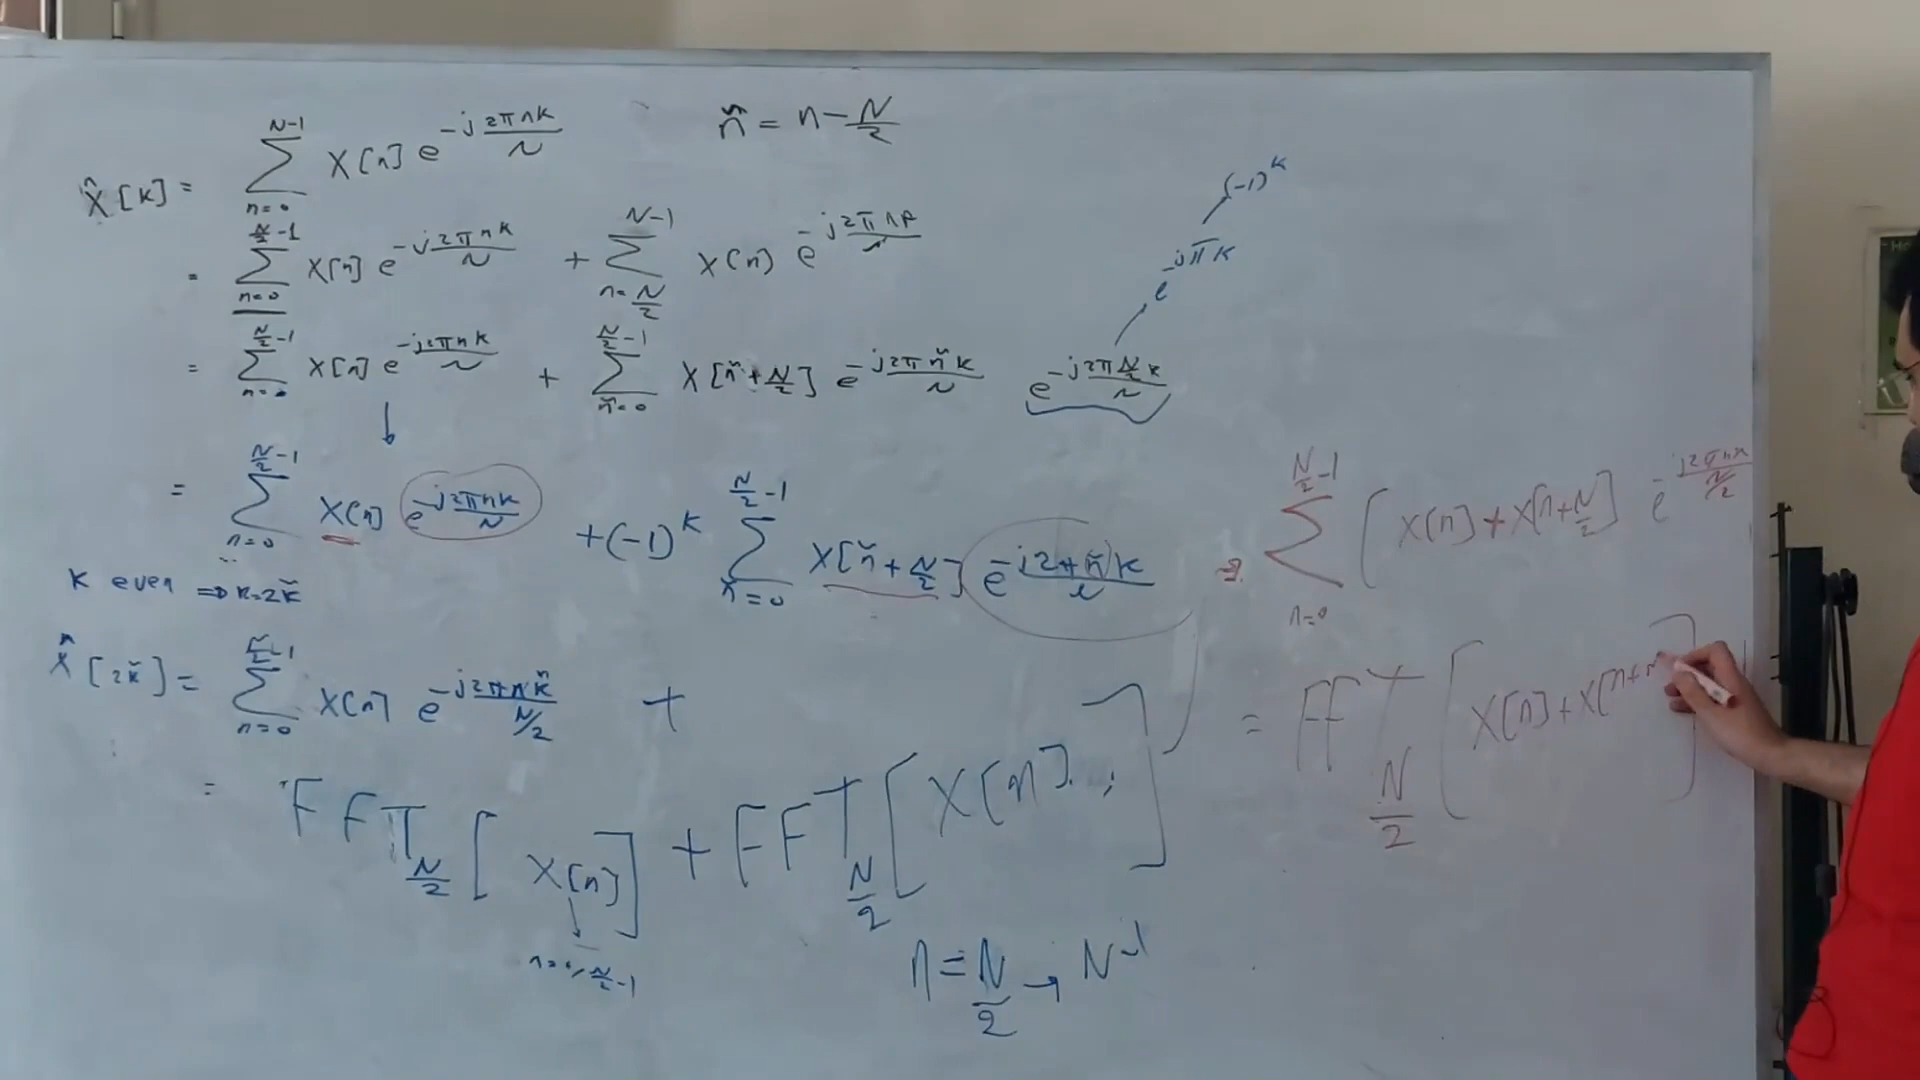 X̂[k] = ∑_{n=0}^{N-1} X[n] e^{-j2πnk/N}
ñ = n - N/2
= ∑_{n=0}^{N/2-1} X[n] e^{-j2πnk/N} + ∑_{n=N/2}^{N-1} X(n) e^{-j2πnk/N}
= ∑_{n=0}^{N/2-1} X[n] e^{-j2πnk/N} + ∑_{ñ=0}^{N/2-1} X[ñ+N/2] e^{-j2πñk/N} e^{-j2π(N/2)k/N}
e^{-jπk}
(-1)^k
= ∑_{n=0}^{N/2-1} X[n] e^{-j2πnk/N} + (-1)^k ∑_{ñ=0}^{N/2-1} X[ñ+N/2] e^{-j2πñk/N}
k even ⇒ k=2k̃
X̂[2k̃] = ∑_{n=0}^{N/2-1} X[n] e^{-j2πnk̃/(N/2)} +
= FFT_{N/2} [X[n]] + FFT_{N/2} [X[n]]
n=0, N/2-1
n = N/2 → N-1
∑_{n=0}^{N/2-1} [X[n]+X[n+N/2] e^{-j2πnk/(N/2)}
= FFT_{N/2} [X[n]+X[n+N]